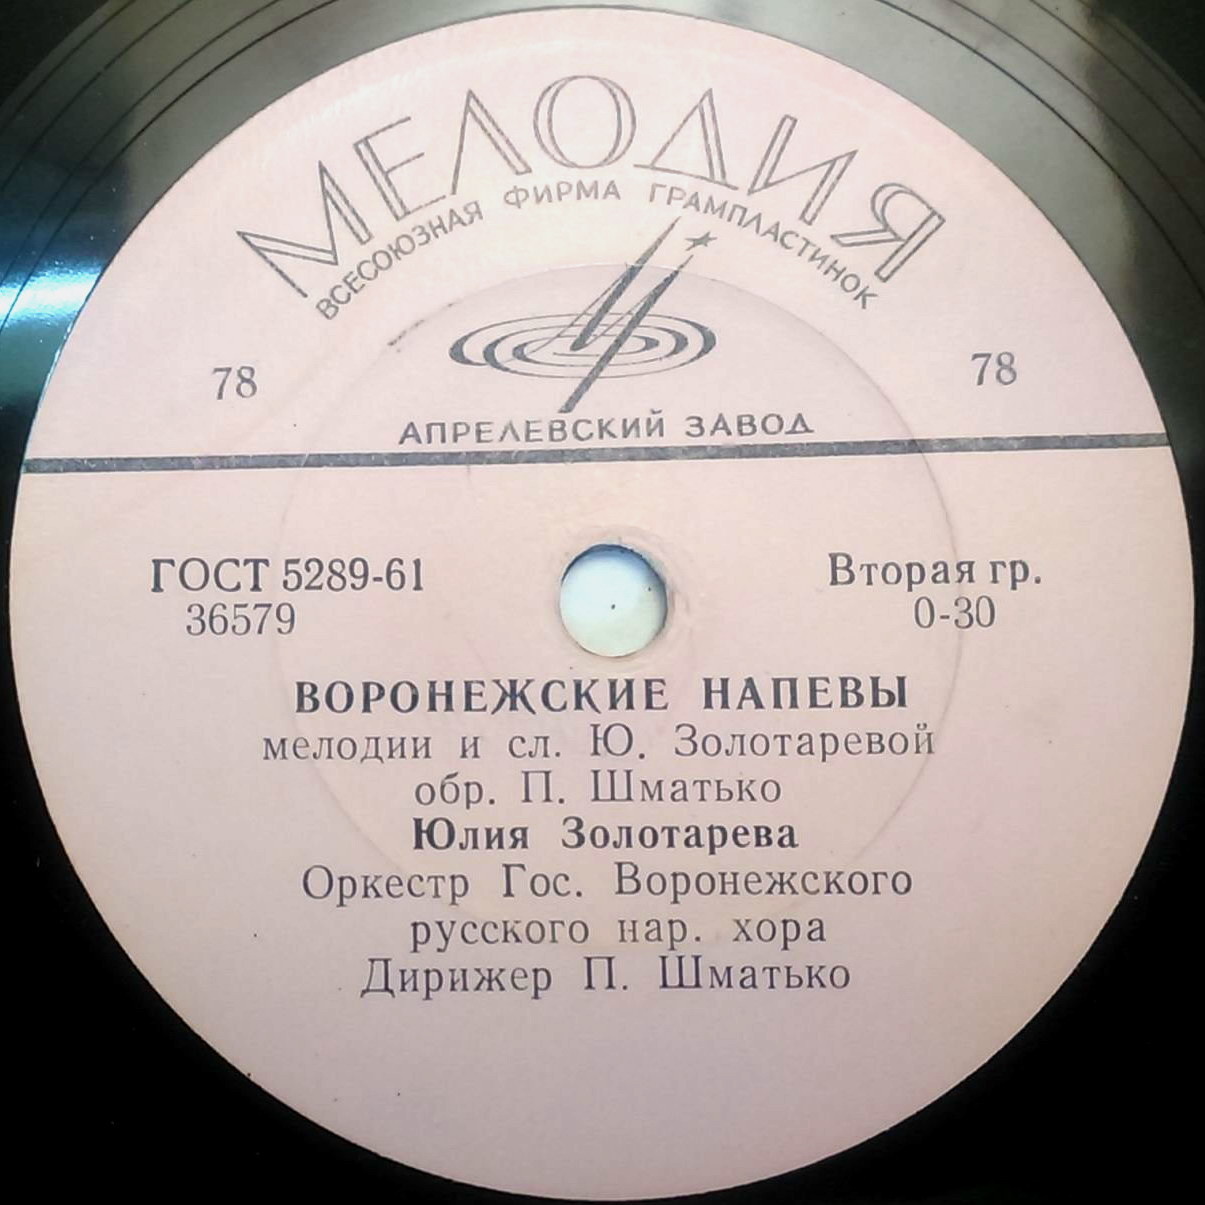 МЕЛОДИЯ
ВСЕСОЮЗНАЯ ФИРМА ГРАМПЛАСТИНОК
78
78
АПРЕЛЕВСКИЙ ЗАВОД
ГОСТ 5289-61
Вторая гр.
36579
0-30
ВОРОНЕЖСКИЕ НАПЕВЫ
мелодии и сл. Ю. Золотаревой
обр. П. Шматько
Юлия Золотарева
Оркестр Гос. Воронежского
русского нар. хора
Дирижер П. Шматько